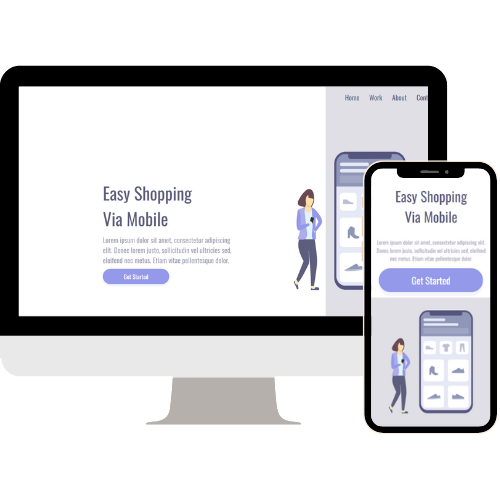 Home Work About Cont
Easy Shopping
Via Mobile
Lorem ipsum dolor sit amet, consectetur adipiscing
elit. Donec lorem justo, sollicitudin vel ultricies sed,
eleifend nec metus. Etiam vitae pellentesque dolor.
Get Started
Easy Shopping
Via Mobile
Lorem ipsum dolor sit amet, consectetur adipiscing elit.
Donec lorem justo, sollicitudin vel ultricies sed, eleifend
nec metus. Etiam vitae pellentesque dolor.
Get Started